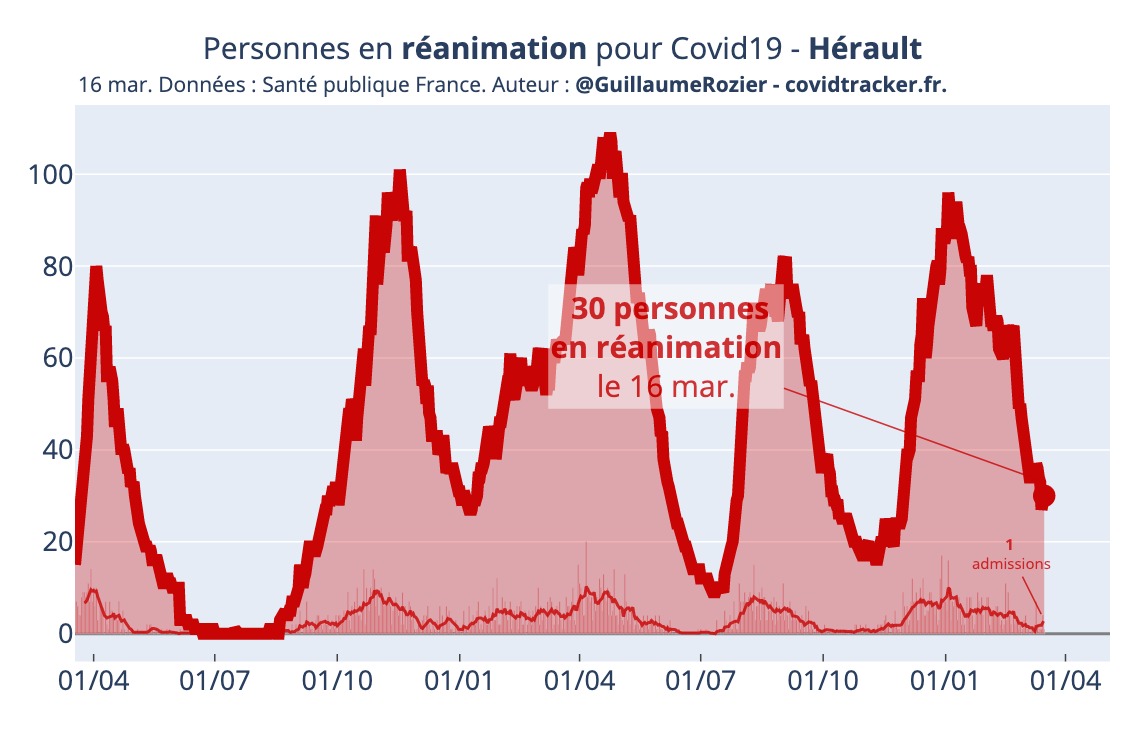 Personnes en réanimation pour Covid19 - Hérault
16 mar. Données : Santé publique France. Auteur : @GuillaumeRozier - covidtracker.fr.
100
80
60
40
20
0
30 personnes
en réanimation
le 16 mar.
1
admissions
01/04 01/07 01/10 01/01 01/04 01/07 01/10 01/01 01/04